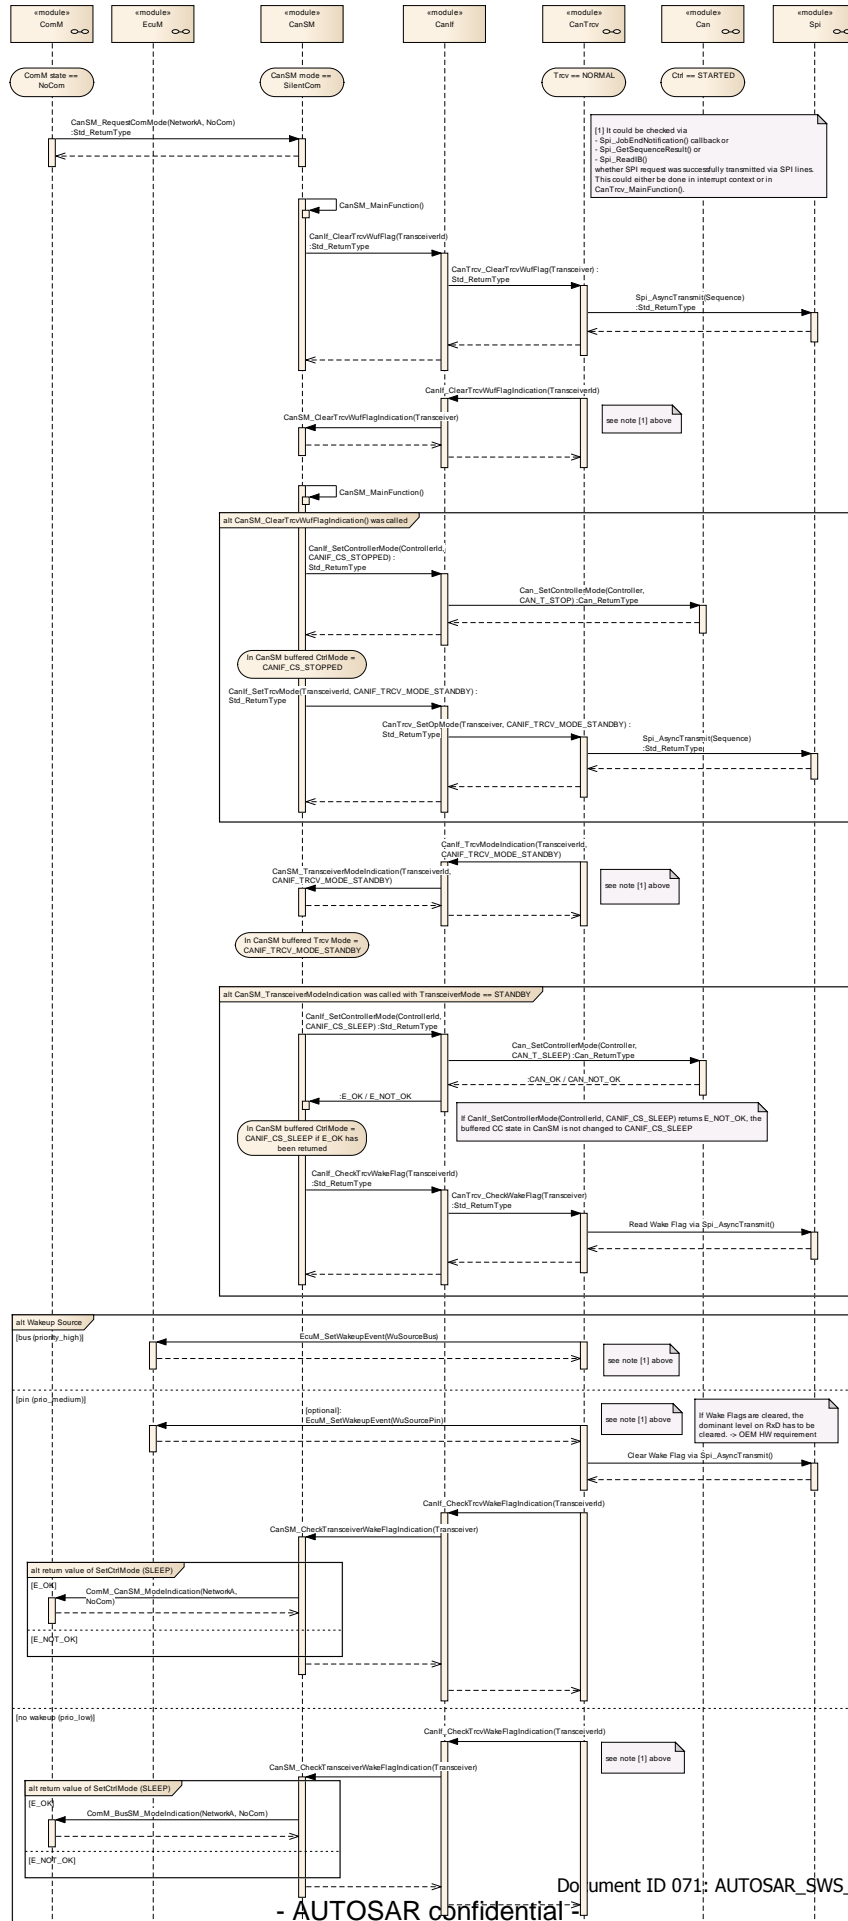 «module» «module» «module» «module» «module» «module» «module»
ComM EcuM CanSM CanIf CanTrcv Can Spi
ComM state ==
NoCom
CanSM mode ==
SilentCom
Trcv == NORMAL
Ctrl == STARTED
CanSM_RequestComMode(NetworkA, NoCom)
:Std_ReturnType
[1] It could be checked via
- Spi_JobEndNotification() callback or
- Spi_GetSequenceResult() or
- Spi_ReadIB()
whether SPI request was successfully transmitted via SPI lines.
This could either be done in interrupt context or in
CanTrcv_MainFunction().
CanSM_MainFunction()
CanIf_ClearTrcvWufFlag(TransceiverId)
:Std_ReturnType
CanTrcv_ClearTrcvWufFlag(Transceiver) :
Std_ReturnType
Spi_AsyncTransmit(Sequence)
:Std_ReturnType
CanIf_ClearTrcvWufFlagIndication(TransceiverId)
see note [1] above
CanSM_ClearTrcvWufFlagIndication(Transceiver)
CanSM_MainFunction()
alt CanSM_ClearTrcvWufFlagIndication() was called
CanIf_SetControllerMode(ControllerId,
CANIF_CS_STOPPED) :
Std_ReturnType
Can_SetControllerMode(Controller,
CAN_T_STOP) :Can_ReturnType
In CanSM buffered CtrlMode =
CANIF_CS_STOPPED
CanIf_SetTrcvMode(TransceiverId, CANIF_TRCV_MODE_STANDBY) :
Std_ReturnType
CanTrcv_SetOpMode(Transceiver, CANIF_TRCV_MODE_STANDBY) :
Std_ReturnType
Spi_AsyncTransmit(Sequence)
:Std_ReturnType
CanIf_TrcvModeIndication(TransceiverId,
CANIF_TRCV_MODE_STANDBY)
CanSM_TransceiverModeIndication(TransceiverId,
CANIF_TRCV_MODE_STANDBY)
see note [1] above
In CanSM buffered Trcv Mode =
CANIF_TRCV_MODE_STANDBY
alt CanSM_TransceiverModeIndication was called with TransceiverMode == STANDBY
CanIf_SetControllerMode(ControllerId,
CANIF_CS_SLEEP) :Std_ReturnType
Can_SetControllerMode(Controller,
CAN_T_SLEEP) :Can_ReturnType
:CAN_OK / CAN_NOT_OK
:E_OK / E_NOT_OK
If CanIf_SetControllerMode(ControllerId, CANIF_CS_SLEEP) returns E_NOT_OK, the
buffered CC state in CanSM is not changed to CANIF_CS_SLEEP
In CanSM buffered CtrlMode =
CANIF_CS_SLEEP if E_OK has
been returned
CanIf_CheckTrcvWakeFlag(TransceiverId)
:Std_ReturnType
CanTrcv_CheckWakeFlag(Transceiver)
:Std_ReturnType
Read Wake Flag via Spi_AsyncTransmit()
alt Wakeup Source
[bus (priority_high)]
EcuM_SetWakeupEvent(WuSourceBus)
see note [1] above
[pin (prio_medium)]
[optional]:
EcuM_SetWakeupEvent(WuSourcePin)
see note [1] above
If Wake Flags are cleared, the
dominant level on RxD has to be
cleared. -> OEM HW requirement
Clear Wake Flag via Spi_AsyncTransmit()
CanIf_CheckTrcvWakeFlagIndication(TransceiverId)
CanSM_CheckTransceiverWakeFlagIndication(Transceiver)
alt return value of SetCtrlMode (SLEEP)
[E_OK]
ComM_CanSM_ModeIndication(NetworkA,
NoCom)
[E_NOT_OK]
[no wakeup (prio_low)]
CanIf_CheckTrcvWakeFlagIndication(TransceiverId)
see note [1] above
CanSM_CheckTransceiverWakeFlagIndication(Transceiver)
alt return value of SetCtrlMode (SLEEP)
[E_OK]
ComM_BusSM_ModeIndication(NetworkA, NoCom)
[E_NOT_OK]
Document ID 071: AUTOSAR_SWS_
- AUTOSAR confidential -